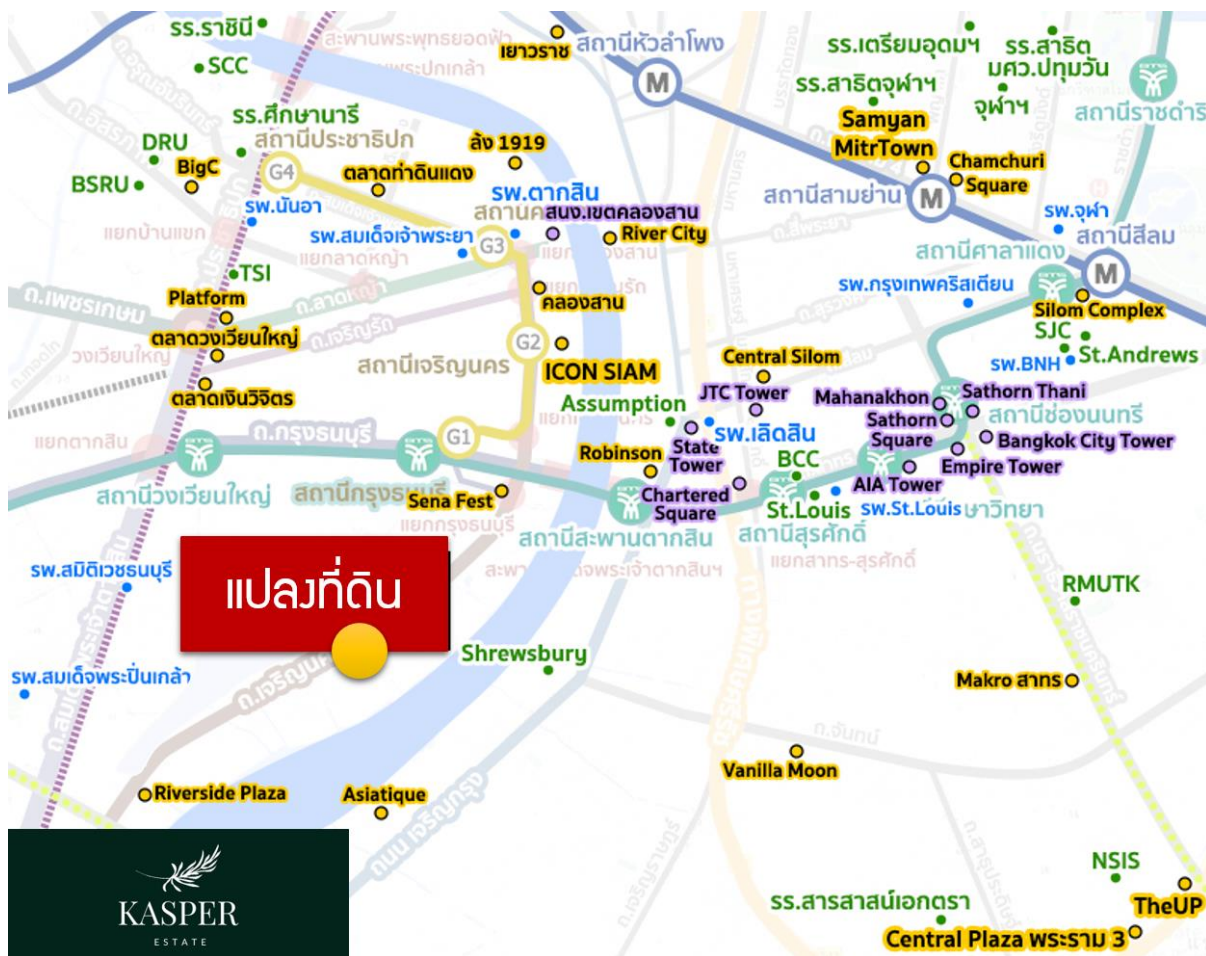 รร.ราชินี
SCC
สะพานพระพุทธยอดฟ้า
เยาวราช
สถานีหัวลำโพง
M
รร.เตรียมอุดมฯ
รร.สาธิต
มศว.ปทุมวัน
รร.สาธิตจุฬาฯ
จุฬาฯ
สถานีราชดำริ
DRU
รร.ศึกษานารี
สถานีประชาธิปก
G4
BigC
BSRU
ตลาดท่าดินแดง
ล้ง 1919
Samyan
MitrTown
Chamchuri
Square
สถานีสามย่าน
M
รพ.นันอา
รพ.ตากสิน
สนง.เขตคลองสาน
รพ.สมเด็จเจ้าพระยา
G3
River City
ถ.สี่พระยา
รพ.จุฬา
สถานีสีลม
M
สถานีศาลาแดง
แยกบ้านแขก
แยกลาดหญ้า
TSI
ถ.เพชรเกษม
ถ.ลาดหญ้า
คลองสาน
รพ.กรุงเทพคริสเตียน
Silom Complex
Platform
ถ.เจริญรัถ
ตลาดวงเวียนใหญ่
วงเวียนใหญ่
G2
สถานีเจริญนคร
ICON SIAM
Central Silom
SJC
St.Andrews
รพ.BNH
ตลาดเงินวิจิตร
JTC Tower
Mahanakhon
Sathorn Thani
Assumption
Sathorn
Square
สถานีช่องนนทรี
แยกตากสิน
ถ.กรุงธนบุรี
G1
State
Tower
รพ.เลิดสิน
Bangkok City Tower
Robinson
BCC
Empire Tower
AIA Tower
สถานีวงเวียนใหญ่
สถานีกรุงธนบุรี
Sena Fest
Chartered
Square
St.Louis
รพ.St.Louis
แยกกรุงธนบุรี
สถานีสะพานตากสิน
สถานีสุรศักดิ์
แยกสาทร-สุรศักดิ์
รพ.สมิติเวชธนบุรี
แปลงที่ดิน
RMUTK
Shrewsbury
รพ.สมเด็จพระปิ่นเกล้า
Makro สาทร
ถ.จันทน์
Vanilla Moon
Riverside Plaza
Asiatique
ถนน เจริญกรุง
ถ.เจริญราษฎร์
NSIS
รร.สารสาสน์เอกตรา
TheUP
Central Plaza พระราม 3
KASPER
ESTATE